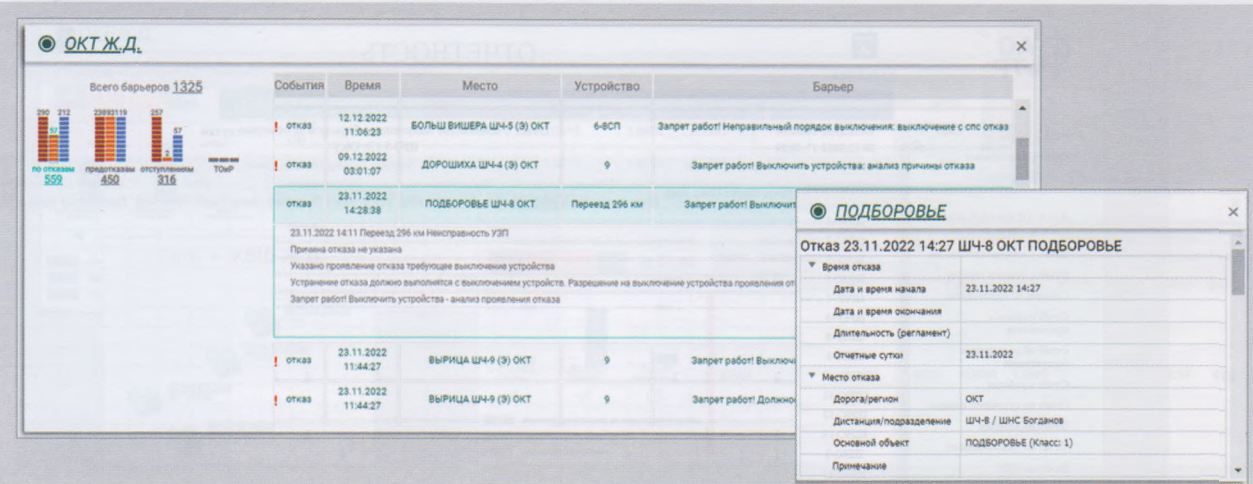 ОКТ Ж.Д.
Всего барьеров 1325
290 212
57
23893119
257
2
57
по отказам
559
предотказам
450
отступлениям
316
ТОиР
События Время Место Устройство Барьер
! отказ 12.12.2022 11:06:23 БОЛЬШ ВИШЕРА ШЧ-5 (Э) ОКТ 6-8СП Запрет работ! Неправильный порядок выключения: выключение с спс отказ
! отказ 09.12.2022 03:01:07 ДОРОШИХА ШЧ-4 (Э) ОКТ 9 Запрет работ! Выключить устройства: анализ причины отказа
отказ 23.11.2022 14:28:38 ПОДБОРОВЬЕ ШЧ-8 ОКТ Переезд 296 км Запрет работ! Выключит
23.11.2022 14:11 Переезд 296 км Неисправность УЗП
Причина отказа не указана
Указано проявление отказа требующее выключение устройства
Устранение отказа должно выполнятся с выключением устройств. Разрешение на выключение устройства проявления от
Запрет работ! Выключить устройства - анализ проявления отказа
! отказ 23.11.2022 11:44:27 ВЫРИЦА ШЧ-9 (Э) ОКТ 9 Запрет работ! Выключ
! отказ 23.11.2022 11:44:27 ВЫРИЦА ШЧ-9 (Э) ОКТ 9 Запрет работ! Должно
ПОДБОРОВЬЕ
Отказ 23.11.2022 14:27 ШЧ-8 ОКТ ПОДБОРОВЬЕ
Время отказа
Дата и время начала 23.11.2022 14:27
Дата и время окончания
Длительность (регламент)
Отчетные сутки 23.11.2022
Место отказа
Дорога/регион ОКТ
Дистанция/подразделение ШЧ-8 / ШНС Богданов
Основной объект ПОДБОРОВЬЕ (Класс: 1)
Примечание